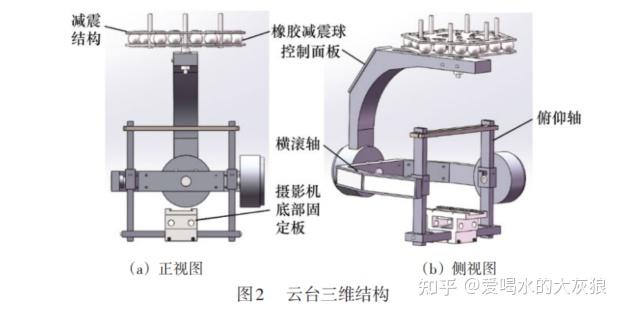 减震
结构
橡胶减震球
控制面板
俯仰轴
横滚轴
摄影机
底部固
定板
(a) 正视图
(b) 侧视图
图2 云台三维结构
知乎 @爱喝水的大灰狼